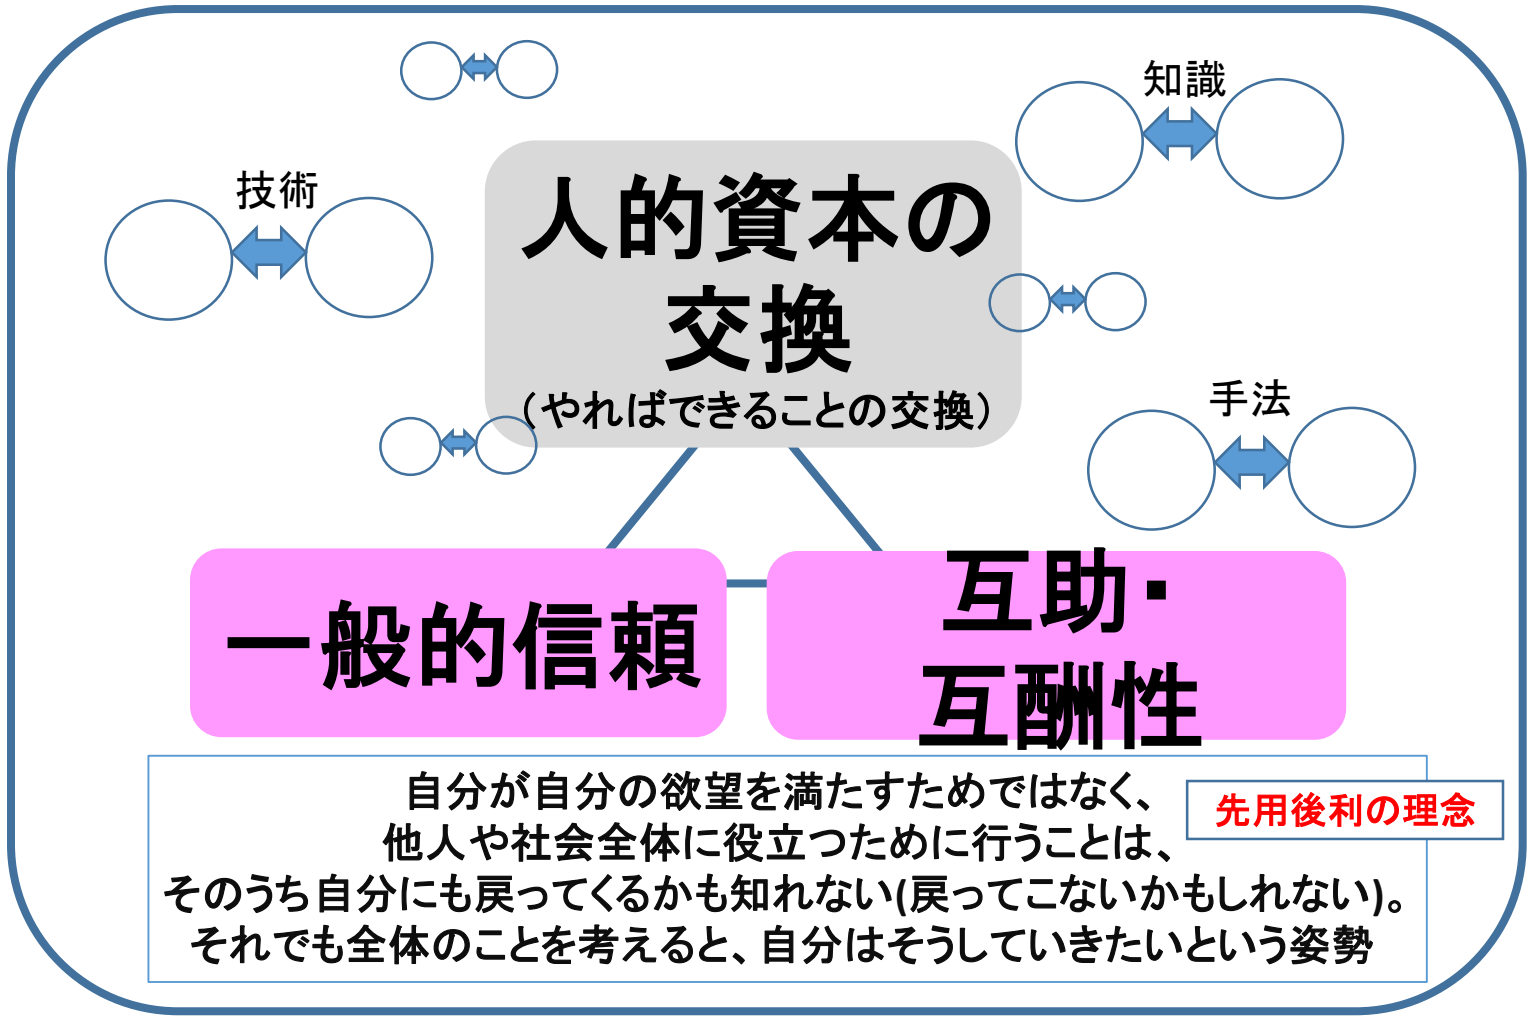 知識
技術
人的資本の
交換
（やればできることの交換）
手法
一般的信頼
互助・
互酬性
自分が自分の欲望を満たすためではなく、
他人や社会全体に役立つために行うことは、
そのうち自分にも戻ってくるかも知れない(戻ってこないかもしれない)。
それでも全体のことを考えると、自分はそうしていきたいという姿勢
先用後利の理念